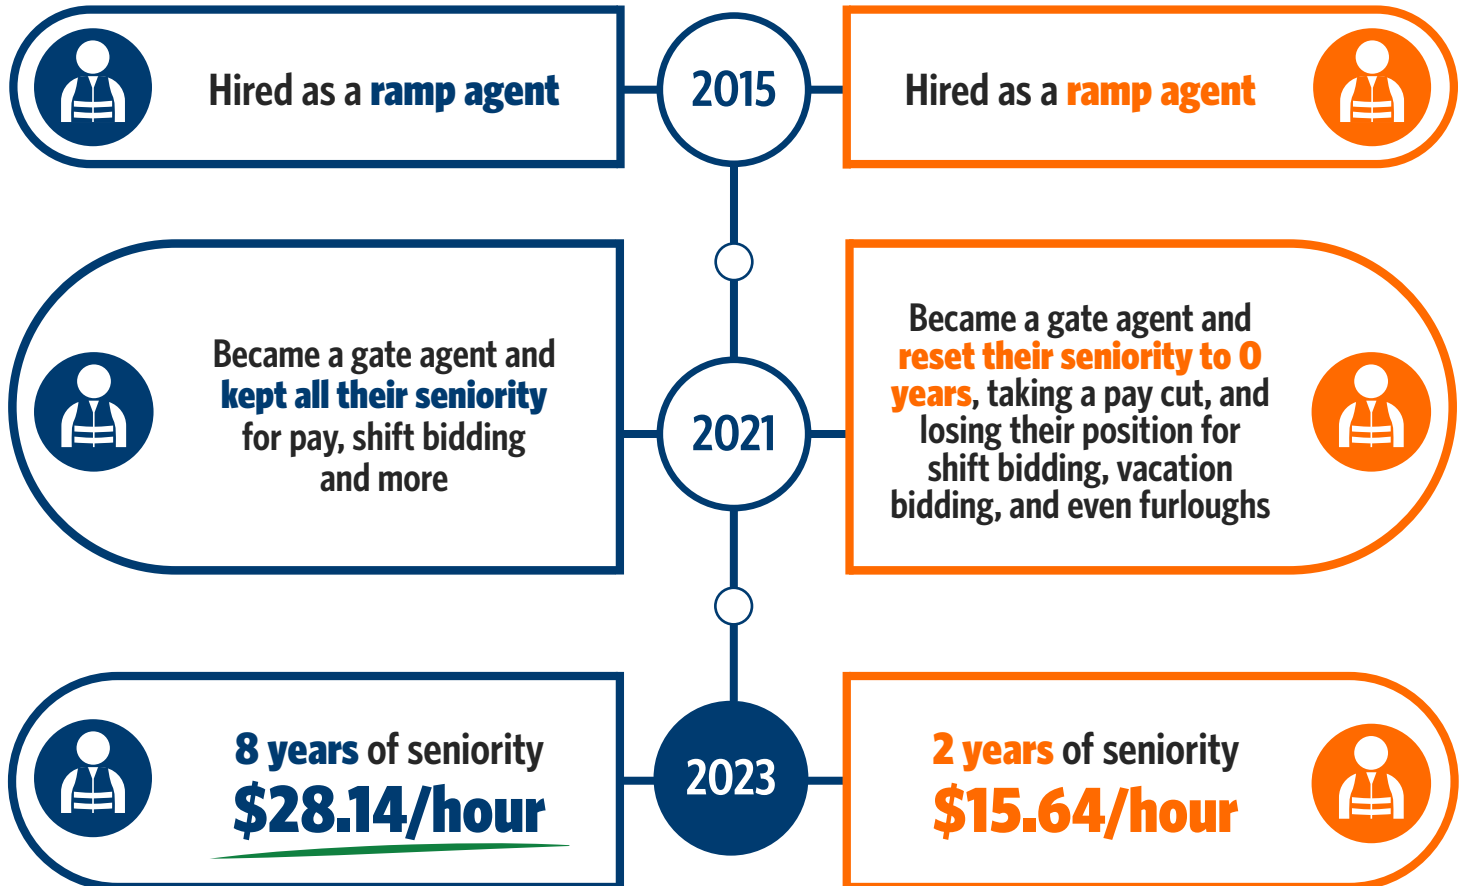 Hired as a ramp agent
2015
Hired as a ramp agent
Became a gate agent and
kept all their seniority
for pay, shift bidding
and more
2021
Became a gate agent and
reset their seniority to 0
years, taking a pay cut, and
losing their position for
shift bidding, vacation
bidding, and even furloughs
8 years of seniority
$28.14/hour
2023
2 years of seniority
$15.64/hour